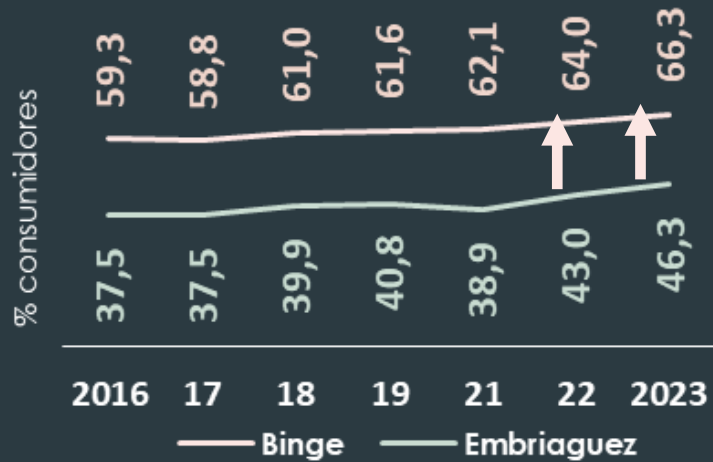 % consumidores
59,3 58,8 61,0 61,6 62,1 64,0 66,3
37,5 37,5 39,9 40,8 38,9 43,0 46,3
2016 17 18 19 21 22 2023
Binge Embriaguez